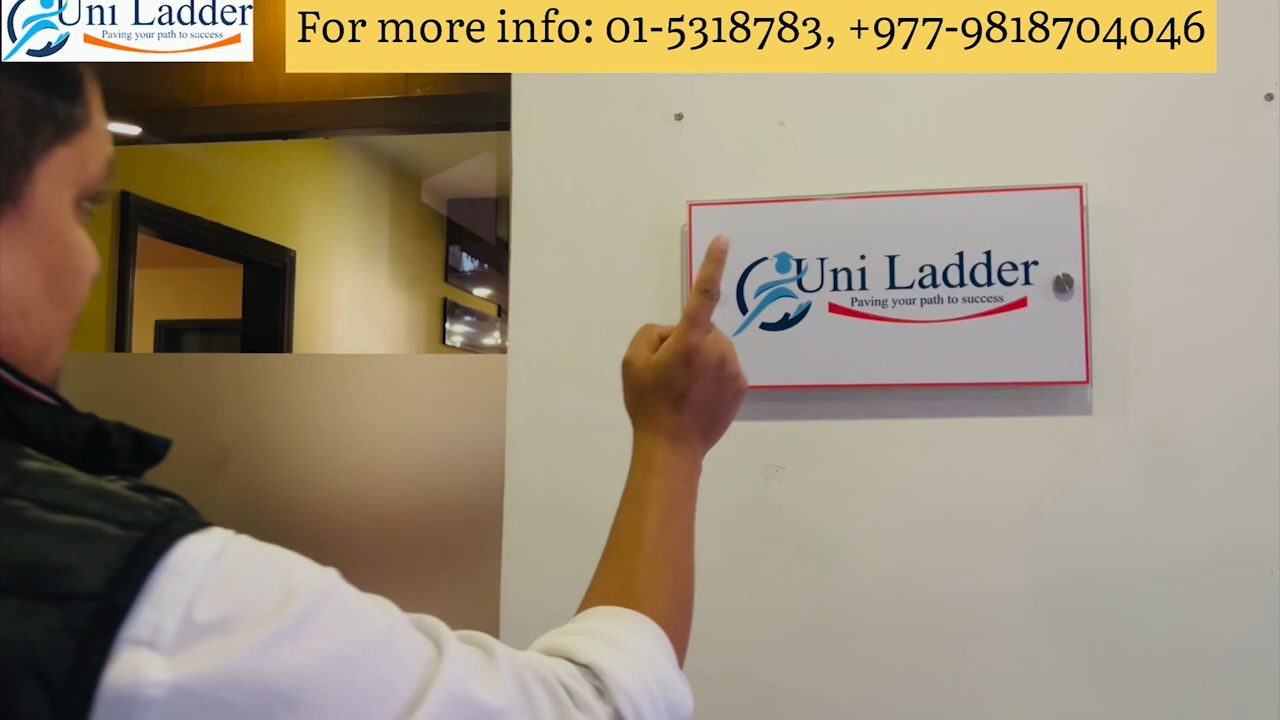 Uni Ladder
Paving your path to success
For more info: 01-5318783, +977-9818704046
Uni Ladder
Paving your path to success